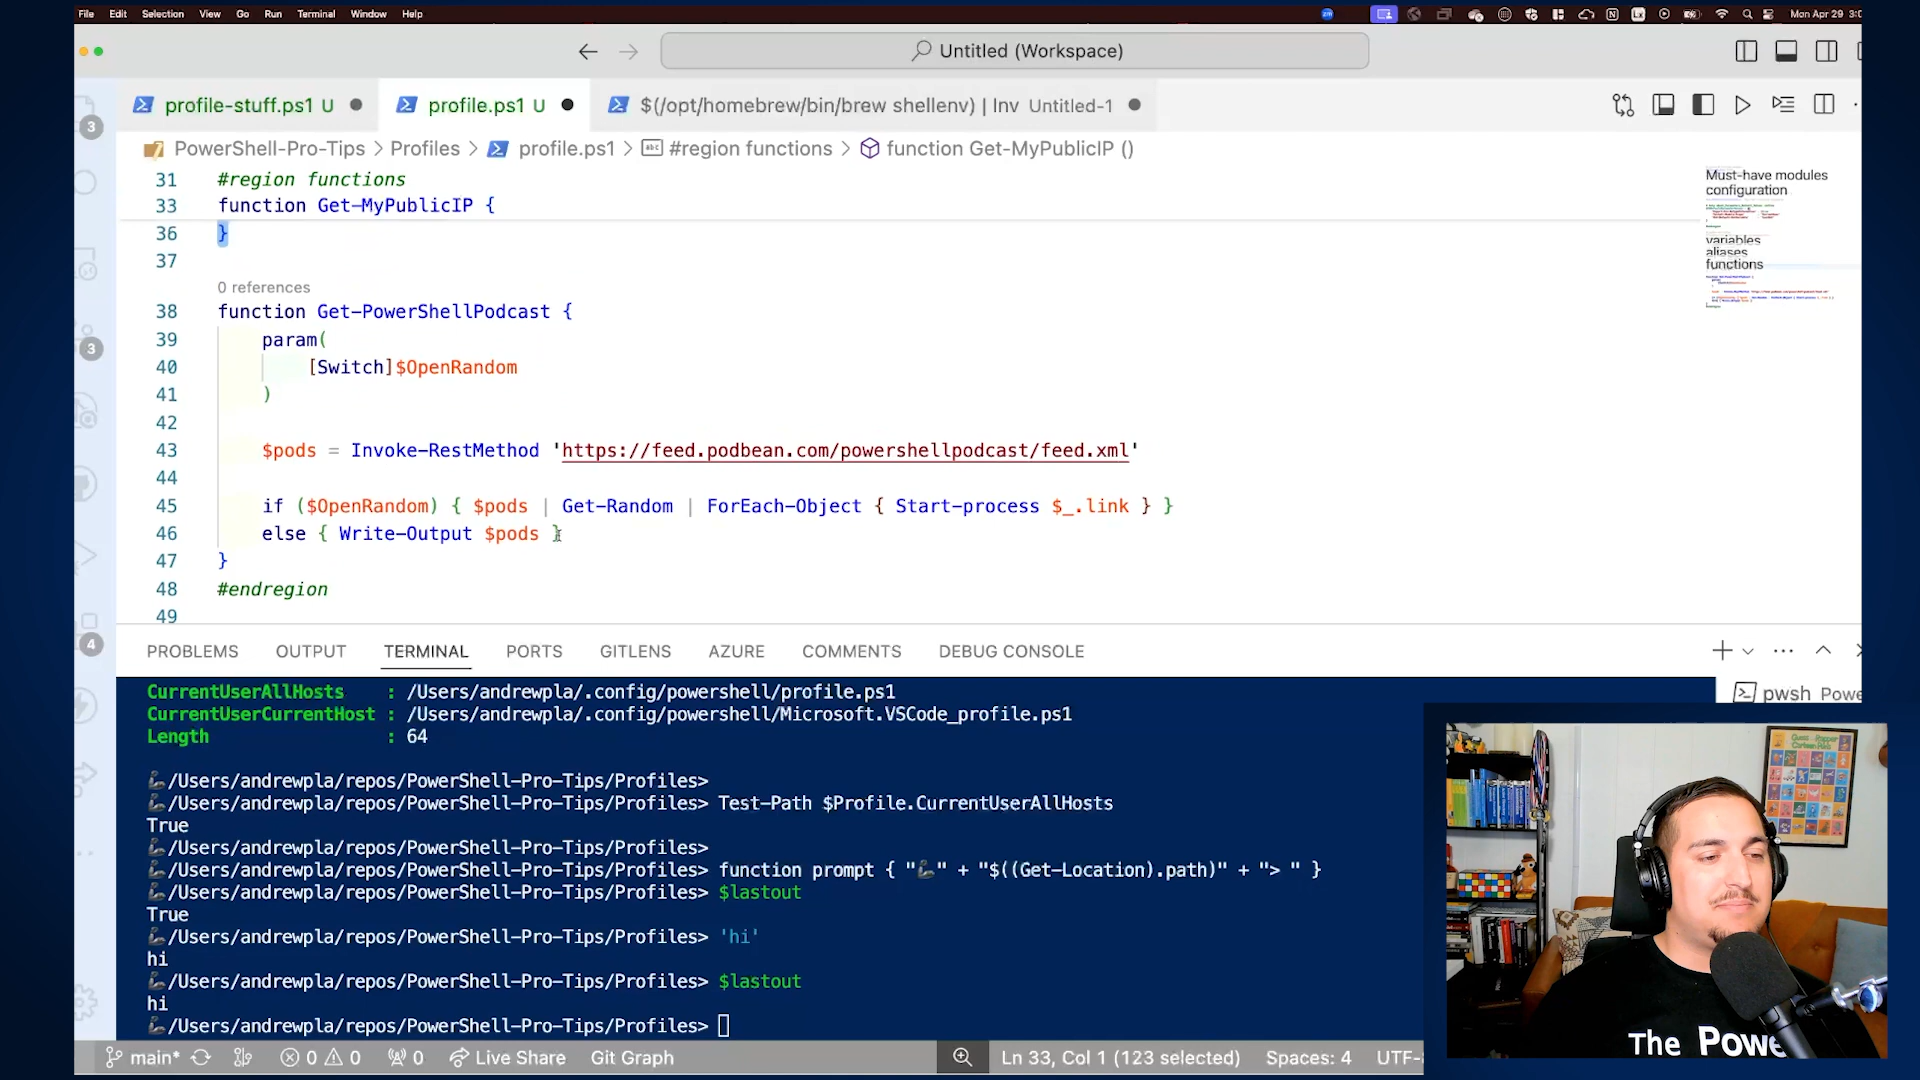 File Edit Selection View Go Run Terminal Window Help Mon Apr 29
Untitled (Workspace)
profile-stuff.ps1 U
profile.ps1 U
$(/opt/homebrew/bin/brew shellenv) | Inv Untitled-1
3
PowerShell-Pro-Tips > Profiles > profile.ps1 > #region functions > function Get-MyPublicIP ()
31 #region functions
33 function Get-MyPublicIP {
36 }
37
0 references
38 function Get-PowerShellPodcast {
39 param(
40 [Switch]$OpenRandom
41 )
42
43 $pods = Invoke-RestMethod 'https://feed.podbean.com/powershellpodcast/feed.xml'
44
45 if ($OpenRandom) { $pods | Get-Random | ForEach-Object { Start-process $_.link } }
46 else { Write-Output $pods }
47 }
48 #endregion
49
Must-have modules
configuration
variables
aliases
functions
3
4
PROBLEMS OUTPUT TERMINAL PORTS GITLENS AZURE COMMENTS DEBUG CONSOLE
pwsh Powe
CurrentUserAllHosts : /Users/andrewpla/.config/powershell/profile.ps1
CurrentUserCurrentHost : /Users/andrewpla/.config/powershell/Microsoft.VSCode_profile.ps1
Length : 64
/Users/andrewpla/repos/PowerShell-Pro-Tips/Profiles>
/Users/andrewpla/repos/PowerShell-Pro-Tips/Profiles> Test-Path $Profile.CurrentUserAllHosts
True
/Users/andrewpla/repos/PowerShell-Pro-Tips/Profiles>
/Users/andrewpla/repos/PowerShell-Pro-Tips/Profiles> function prompt { "💪" + "$((Get-Location).path)" + "> " }
/Users/andrewpla/repos/PowerShell-Pro-Tips/Profiles> $lastout
True
/Users/andrewpla/repos/PowerShell-Pro-Tips/Profiles> 'hi'
hi
/Users/andrewpla/repos/PowerShell-Pro-Tips/Profiles> $lastout
hi
/Users/andrewpla/repos/PowerShell-Pro-Tips/Profiles>
main* 0 0 0 Live Share Git Graph Ln 33, Col 1 (123 selected) Spaces: 4 UTF-
The Powe